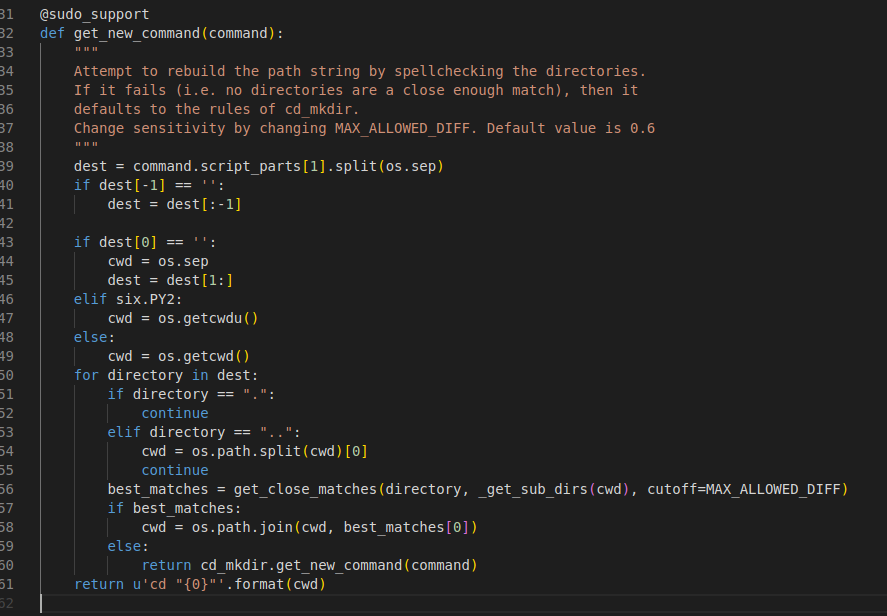 31 @sudo_support
32 def get_new_command(command):
33     """
34     Attempt to rebuild the path string by spellchecking the directories.
35     If it fails (i.e. no directories are a close enough match), then it
36     defaults to the rules of cd_mkdir.
37     Change sensitivity by changing MAX_ALLOWED_DIFF. Default value is 0.6
38     """
39     dest = command.script_parts[1].split(os.sep)
40     if dest[-1] == '':
41         dest = dest[:-1]
42
43     if dest[0] == '':
44         cwd = os.sep
45         dest = dest[1:]
46     elif six.PY2:
47         cwd = os.getcwdu()
48     else:
49         cwd = os.getcwd()
50     for directory in dest:
51         if directory == ".":
52             continue
53         elif directory == "..":
54             cwd = os.path.split(cwd)[0]
55             continue
56         best_matches = get_close_matches(directory, _get_sub_dirs(cwd), cutoff=MAX_ALLOWED_DIFF)
57         if best_matches:
58             cwd = os.path.join(cwd, best_matches[0])
59         else:
60             return cd_mkdir.get_new_command(command)
61     return u'cd "{0}"'.format(cwd)
62